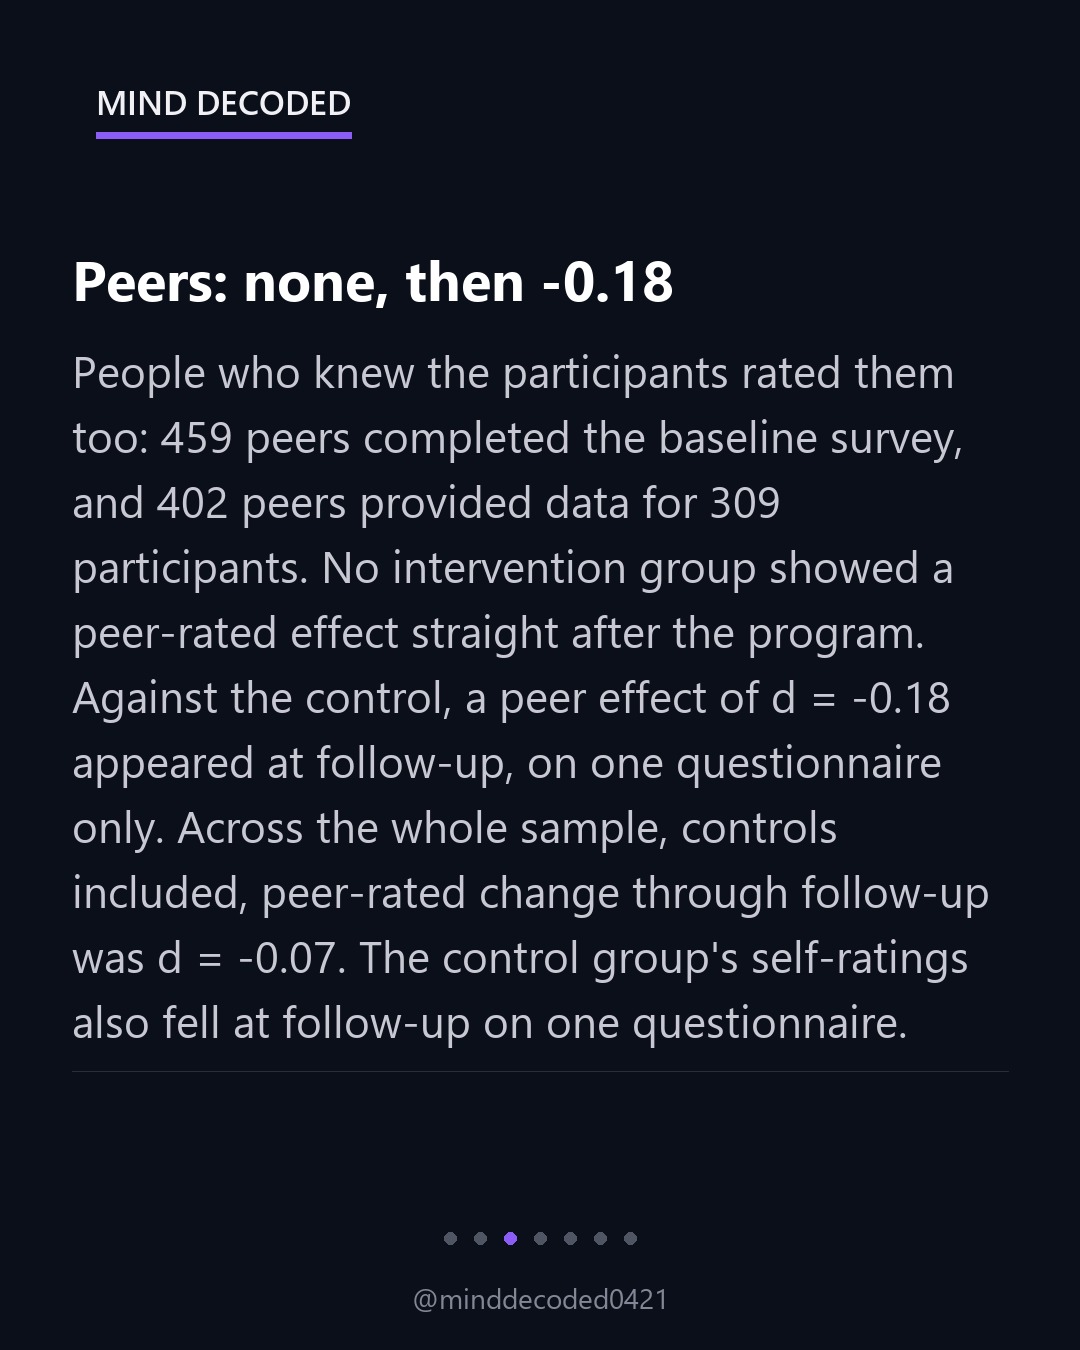 MIND DECODED
Peers: none, then -0.18
People who knew the participants rated them
too: 459 peers completed the baseline survey,
and 402 peers provided data for 309
participants. No intervention group showed a
peer-rated effect straight after the program.
Against the control, a peer effect of d = -0.18
appeared at follow-up, on one questionnaire
only. Across the whole sample, controls
included, peer-rated change through follow-up
was d = -0.07. The control group's self-ratings
also fell at follow-up on one questionnaire.
@minddecoded0421